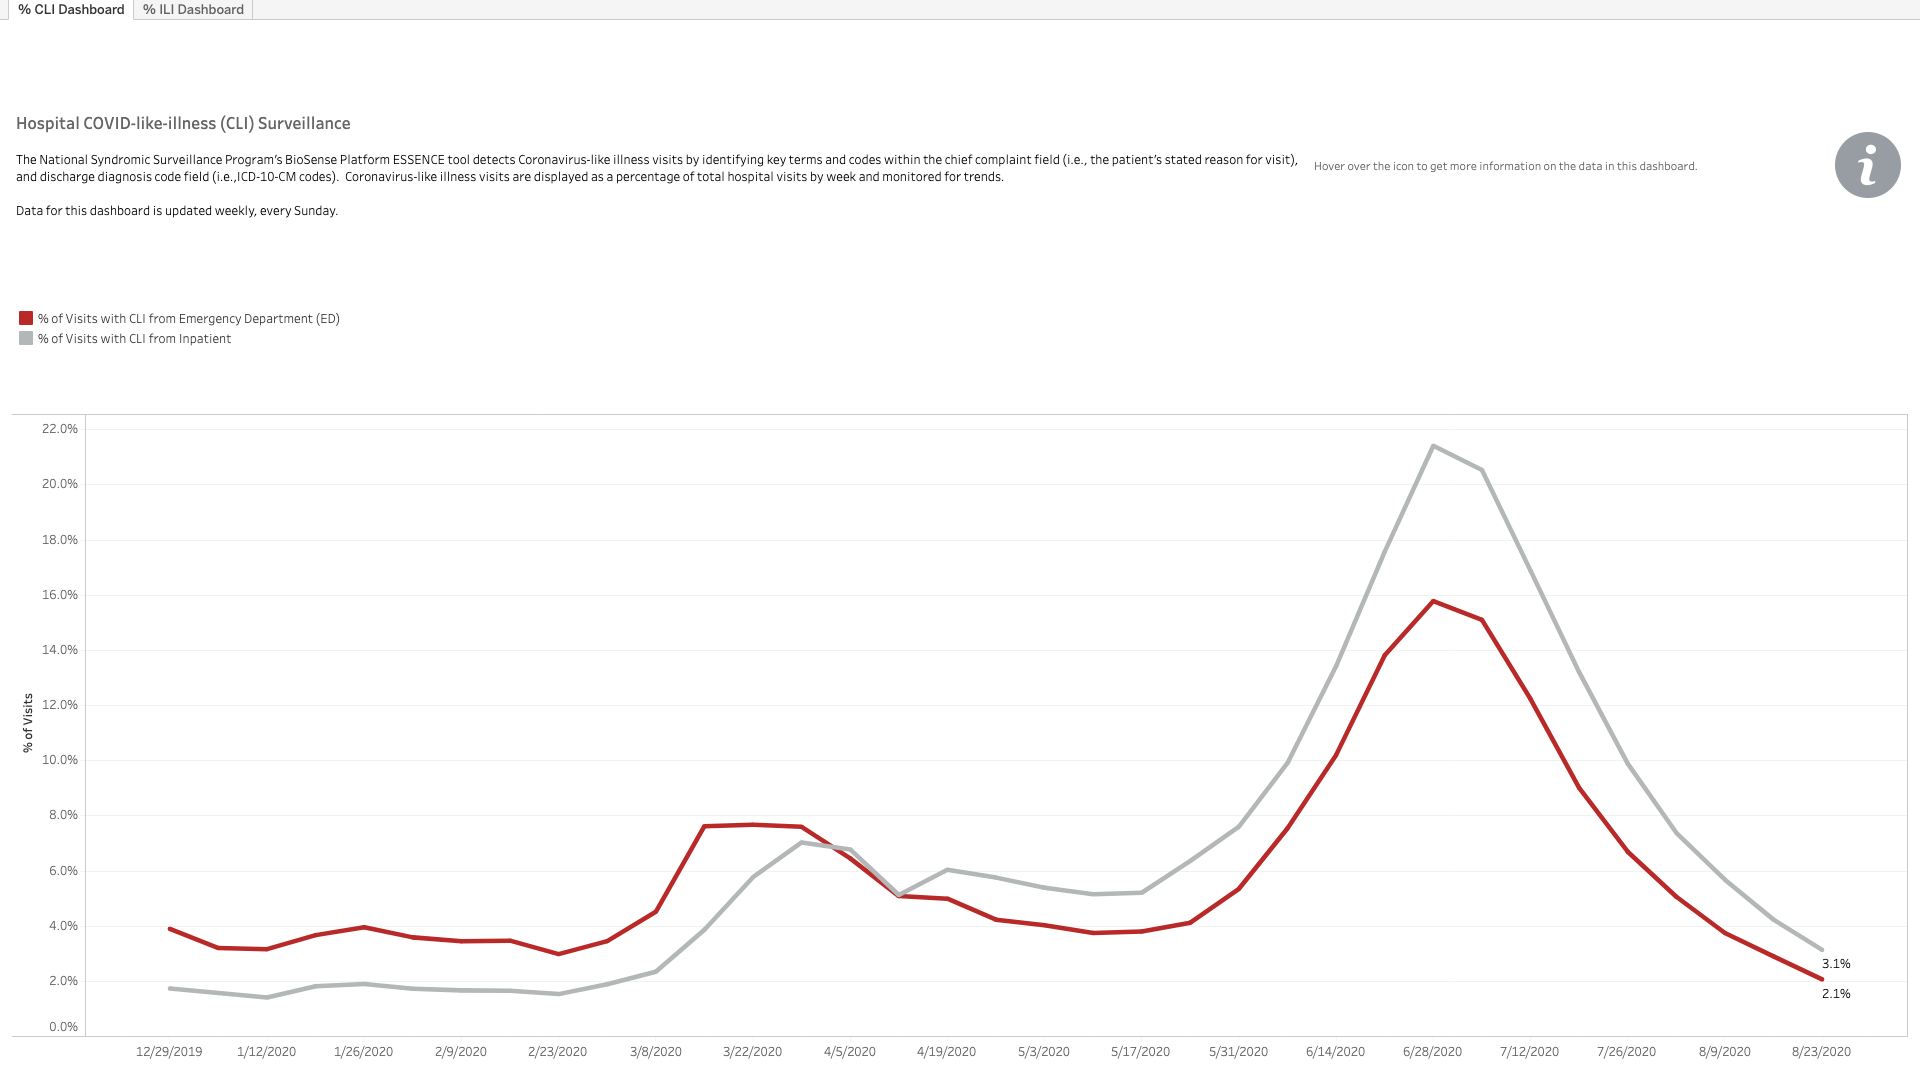 % CLI Dashboard
% ILI Dashboard
Hospital COVID-like-illness (CLI) Surveillance
The National Syndromic Surveillance Program's BioSense Platform ESSENCE tool detects Coronavirus-like illness visits by identifying key terms and codes within the chief complaint field (i.e., the patient's stated reason for visit),
and discharge diagnosis code field (i.e.,ICD-10-CM codes).  Coronavirus-like illness visits are displayed as a percentage of total hospital visits by week and monitored for trends.
Data for this dashboard is updated weekly, every Sunday.
Hover over the icon to get more information on the data in this dashboard.
i
% of Visits with CLI from Emergency Department (ED)
% of Visits with CLI from Inpatient
% of Visits
22.0%
20.0%
18.0%
16.0%
14.0%
12.0%
10.0%
8.0%
6.0%
4.0%
2.0%
0.0%
3.1%
2.1%
12/29/2019
1/12/2020
1/26/2020
2/9/2020
2/23/2020
3/8/2020
3/22/2020
4/5/2020
4/19/2020
5/3/2020
5/17/2020
5/31/2020
6/14/2020
6/28/2020
7/12/2020
7/26/2020
8/9/2020
8/23/2020